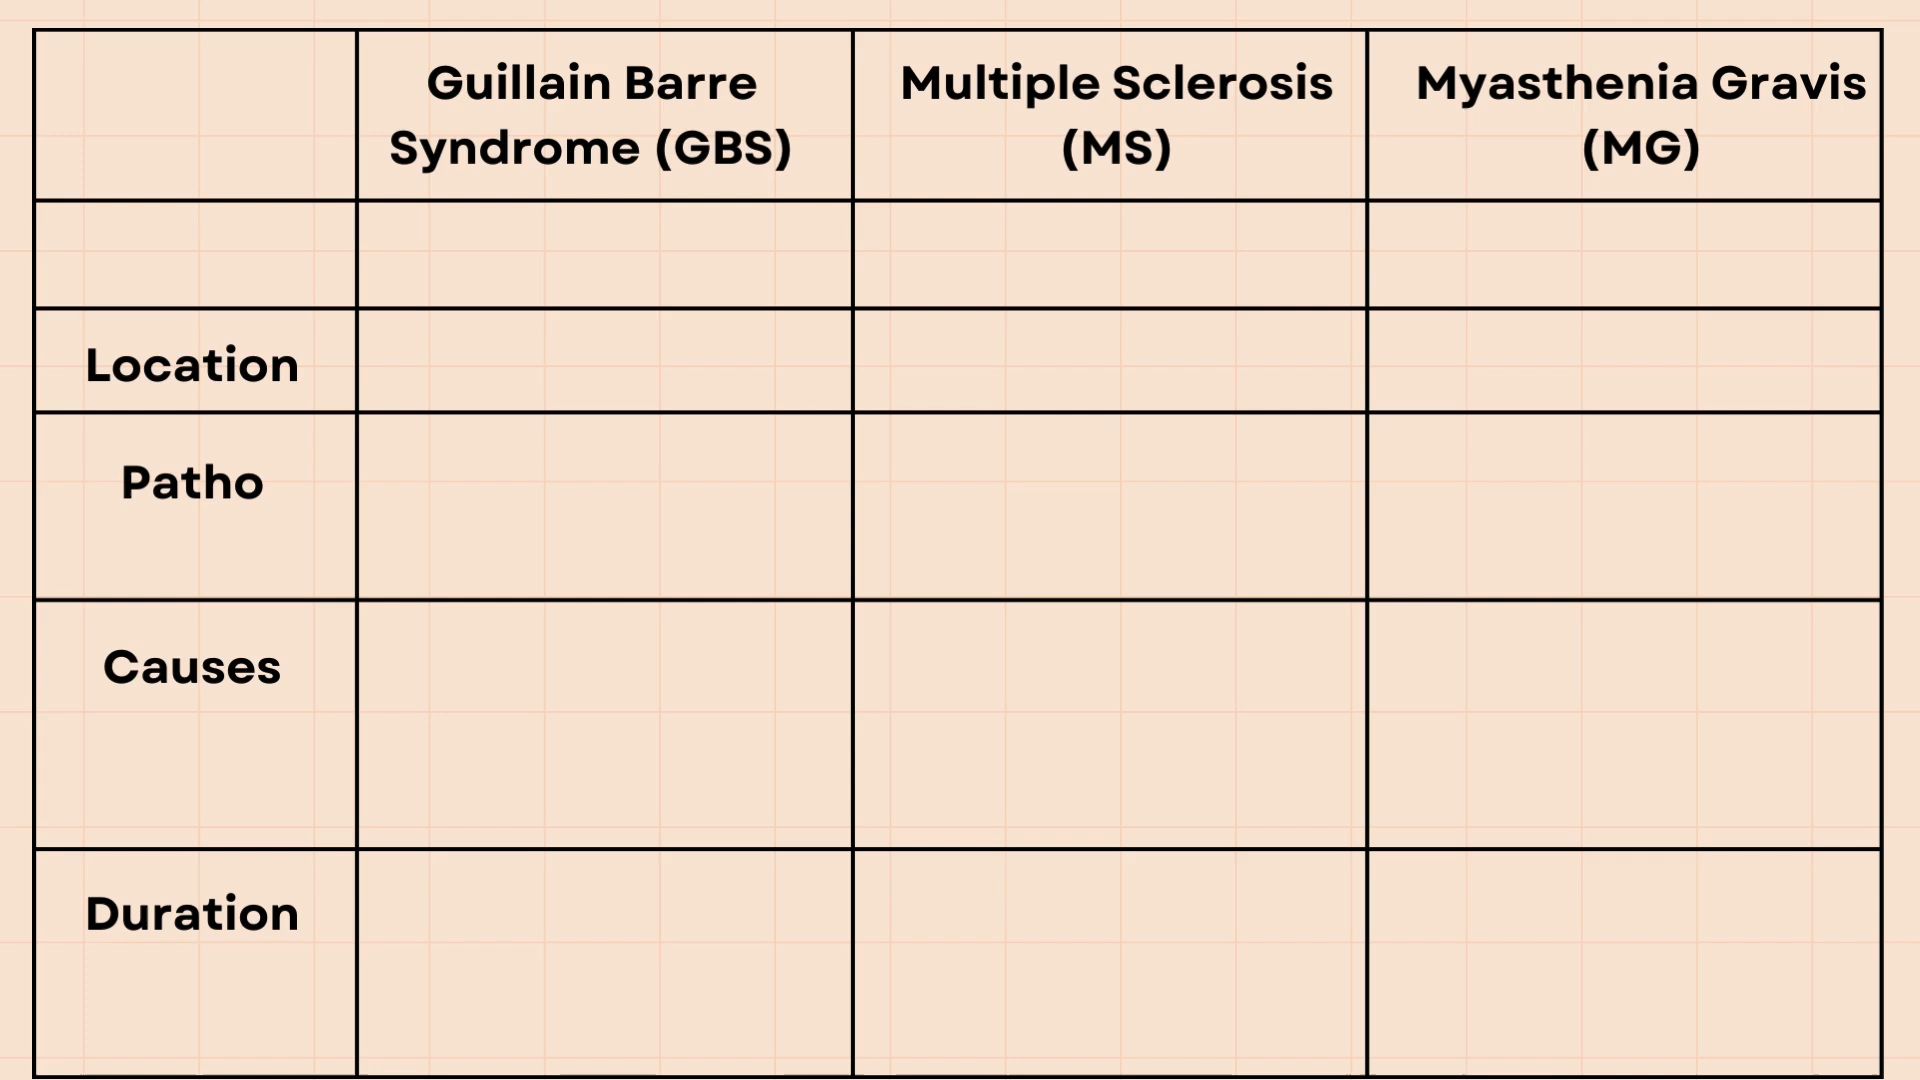 Guillain Barre
Syndrome (GBS)
Multiple Sclerosis
(MS)
Myasthenia Gravis
(MG)
Location
Patho
Causes
Duration